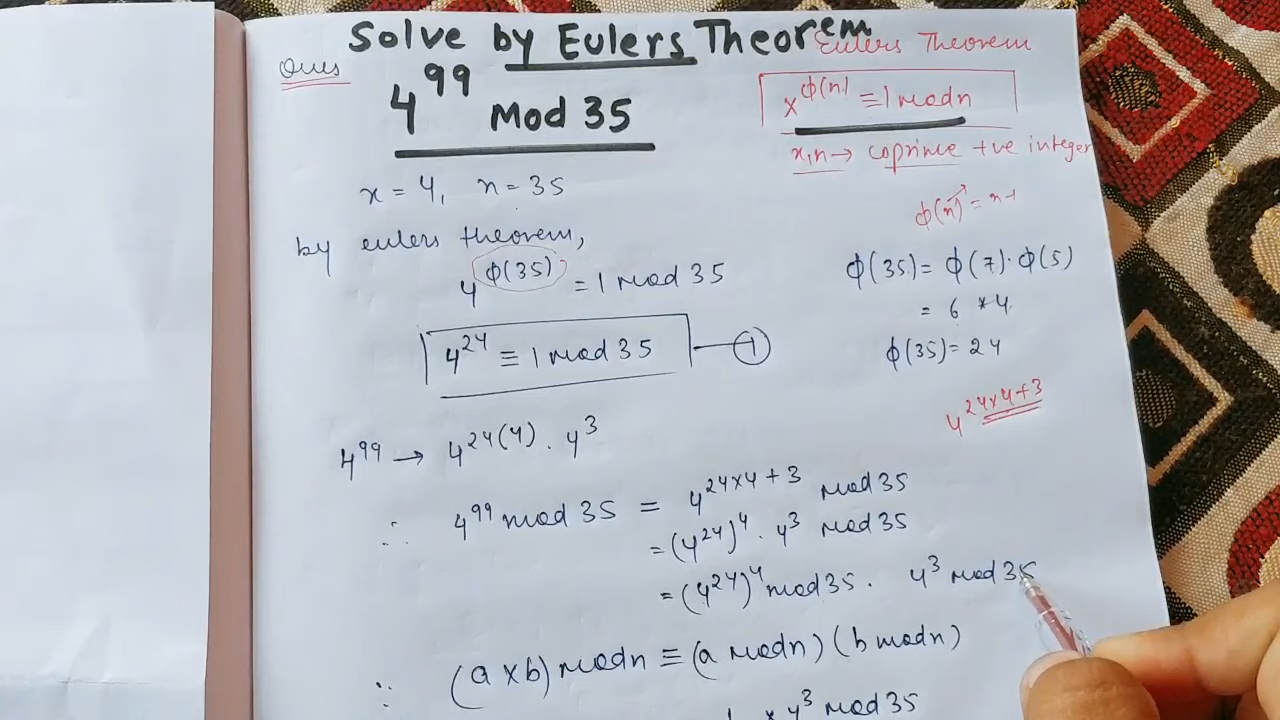 Solve by Eulers Theorem
Ques
4^99 Mod 35
Eulers Theorem
x^ϕ(n) ≡ 1 mod n
x,n → coprime +ve integer
x = 4, n = 35
ϕ(n) = n-1
by eulers theorem,
4^ϕ(35) = 1 mod 35
ϕ(35) = ϕ(7)·ϕ(5)
= 6 * 4
ϕ(35) = 24
4^24 ≡ 1 mod 35 — 1
4^24×4+3
4^99 → 4^24(4) . 4^3
∴ 4^99 mod 35 = 4^24×4+3 mod 35
= (4^24)^4 . 4^3 mod 35
= (4^24)^4 mod 35 . 4^3 mod 35
∴ (a × b) mod n ≡ (a mod n) (b mod n)
× 4^3 mod 35